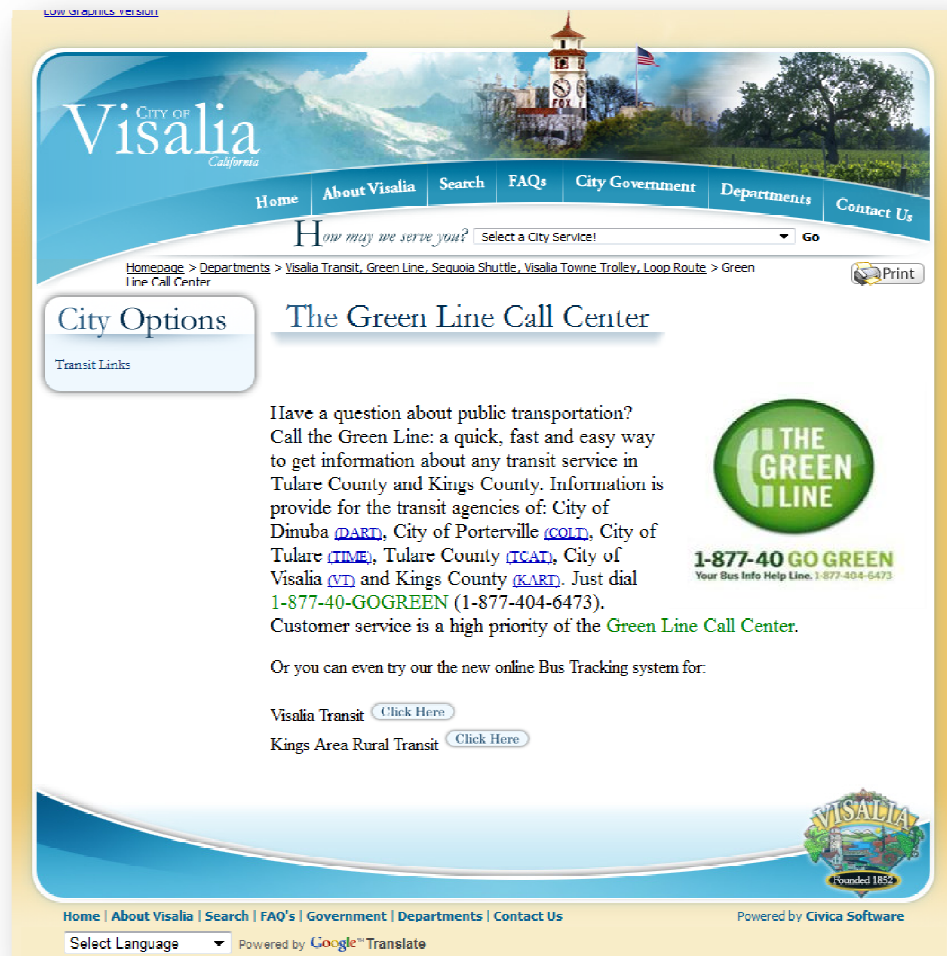 Low Graphics Version
CITY OF
Visalia
California
Home
About Visalia
Search
FAQs
City Government
Departments
Contact Us
FOX
How may we serve you? Select a City Service! Go
Homepage > Departments > Visalia Transit, Green Line, Sequoia Shuttle, Visalia Towne Trolley, Loop Route > Green
Line Call Center
Print
City Options
Transit Links
The Green Line Call Center
Have a question about public transportation?
Call the Green Line: a quick, fast and easy way
to get information about any transit service in
Tulare County and Kings County. Information is
provide for the transit agencies of: City of
Dinuba (DART), City of Porterville (COLT), City of
Tulare (TIME), Tulare County (TCAT), City of
Visalia (VT) and Kings County (KART). Just dial
1-877-40-GOGREEN (1-877-404-6473).
Customer service is a high priority of the Green Line Call Center.
THE
GREEN
LINE
1-877-40 GO GREEN
Your Bus Info Help Line. 1-877-404-6473
Or you can even try our the new online Bus Tracking system for:
Visalia Transit Click Here
Kings Area Rural Transit Click Here
VISALIA
Founded 1852
Home | About Visalia | Search | FAQ's | Government | Departments | Contact Us
Powered by Civica Software
Select Language Powered by Google™ Translate